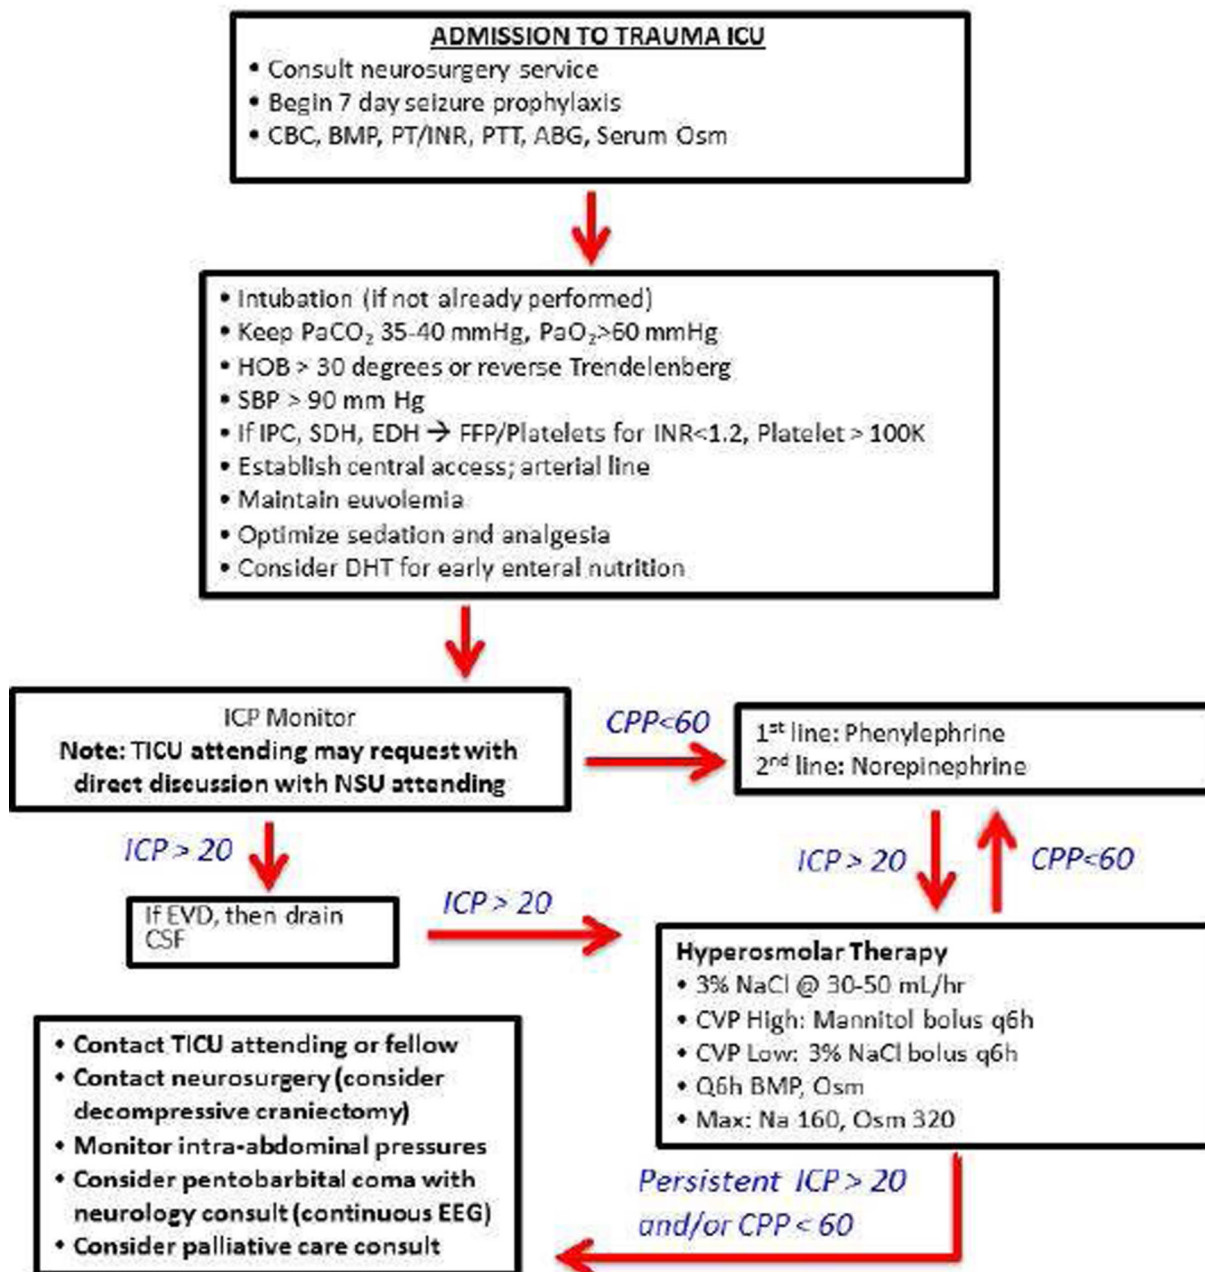 ADMISSION TO TRAUMA ICU
• Consult neurosurgery service
• Begin 7 day seizure prophylaxis
• CBC, BMP, PT/INR, PTT, ABG, Serum Osm
• Intubation (if not already performed)
• Keep PaCO₂ 35-40 mmHg, PaO₂>60 mmHg
• HOB > 30 degrees or reverse Trendelenberg
• SBP > 90 mm Hg
• If IPC, SDH, EDH → FFP/Platelets for INR<1.2, Platelet > 100K
• Establish central access; arterial line
• Maintain euvolemia
• Optimize sedation and analgesia
• Consider DHT for early enteral nutrition
ICP Monitor
Note: TICU attending may request with
direct discussion with NSU attending
CPP<60
1st line: Phenylephrine
2nd line: Norepinephrine
ICP > 20
ICP > 20
CPP<60
If EVD, then drain
CSF
ICP > 20
Hyperosmolar Therapy
• 3% NaCl @ 30-50 mL/hr
• CVP High: Mannitol bolus q6h
• CVP Low: 3% NaCl bolus q6h
• Q6h BMP, Osm
• Max: Na 160, Osm 320
Persistent ICP > 20
and/or CPP < 60
• Contact TICU attending or fellow
• Contact neurosurgery (consider
decompressive craniectomy)
• Monitor intra-abdominal pressures
• Consider pentobarbital coma with
neurology consult (continuous EEG)
• Consider palliative care consult